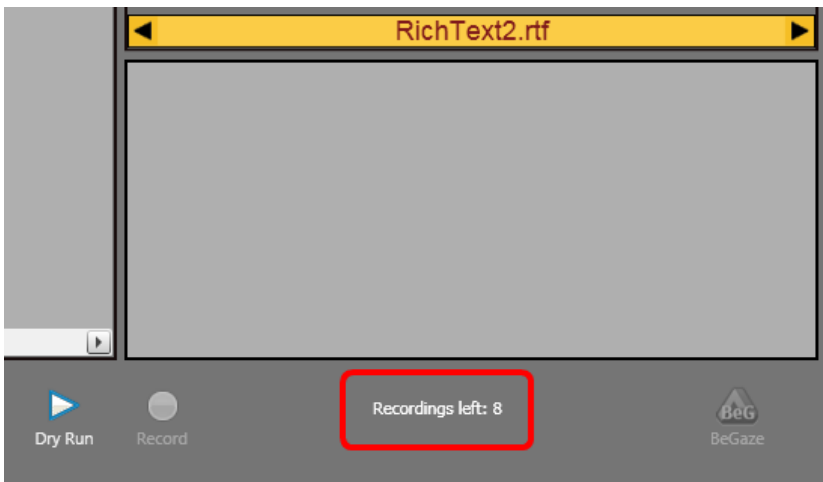 RichText2.rtf
Recordings left: 8
BeG
Dry Run
Record
BeGaze